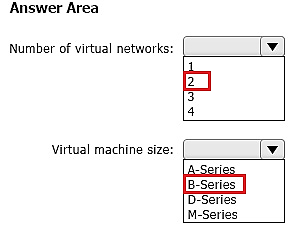 Answer Area
Number of virtual networks:
1
2
3
4
Virtual machine size:
A-Series
B-Series
D-Series
M-Series